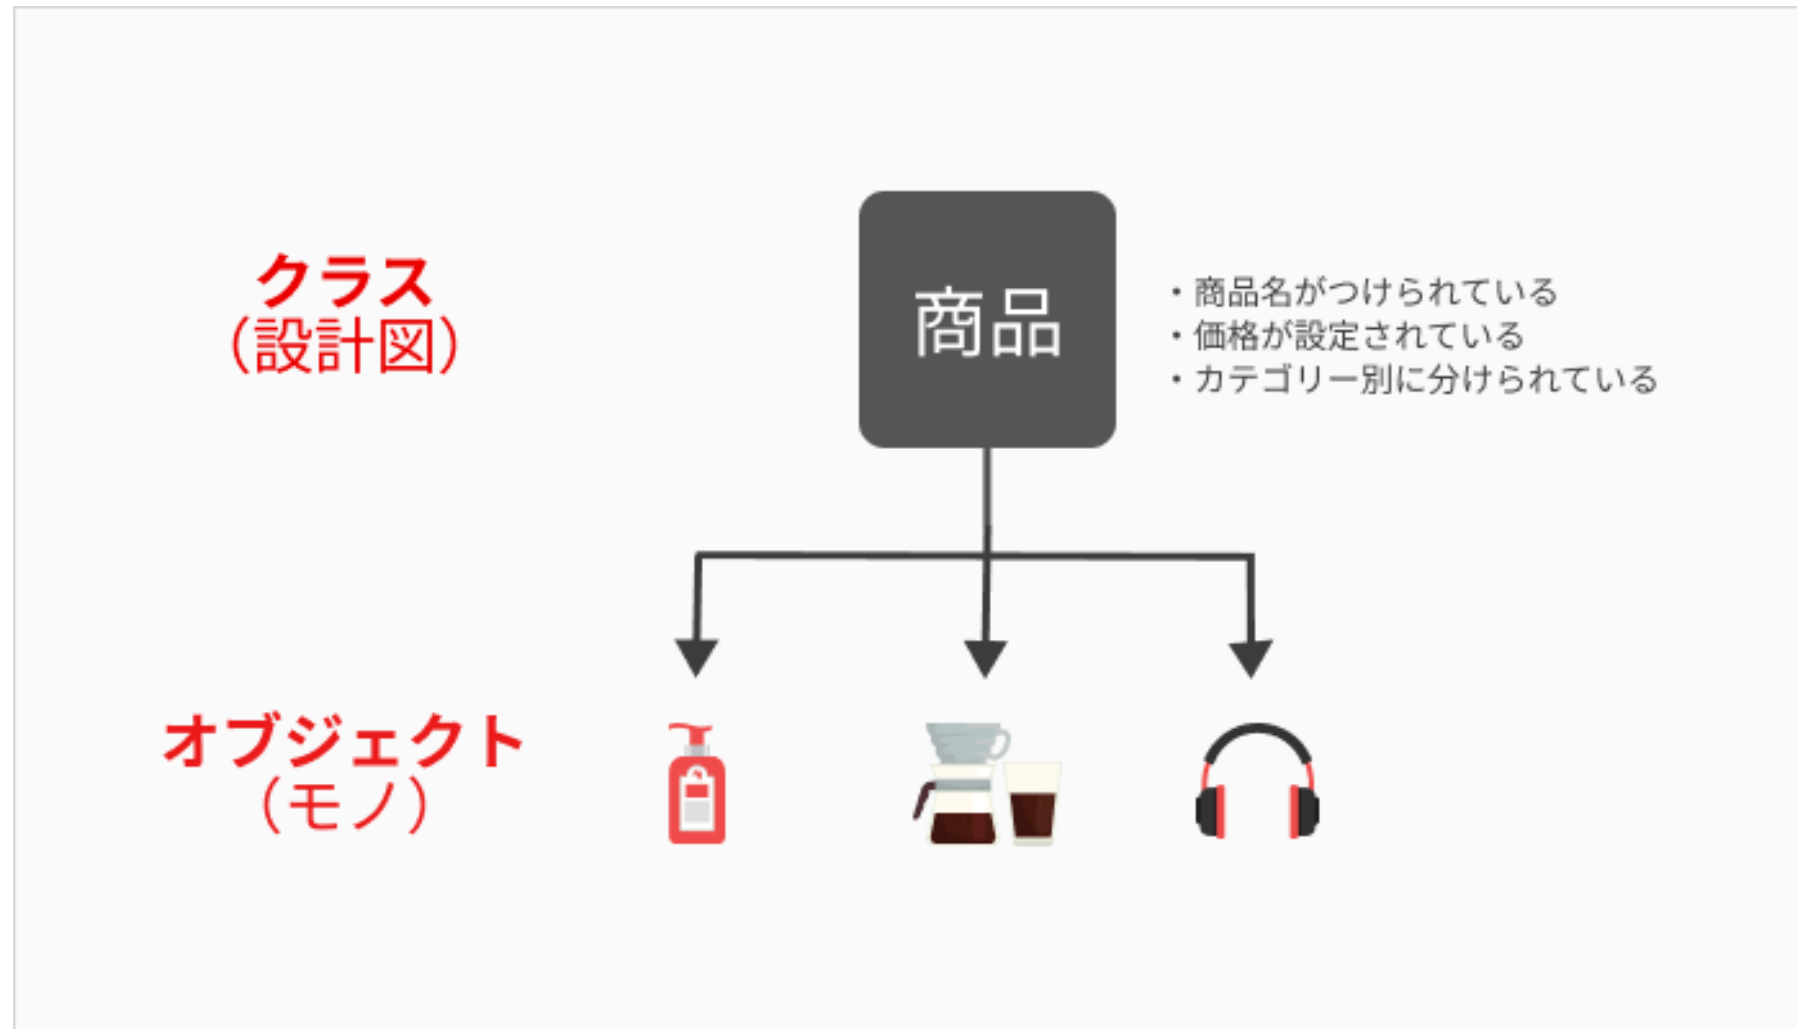 クラス
（設計図）
商品
・商品名がつけられている
・価格が設定されている
・カテゴリー別に分けられている
オブジェクト
（モノ）